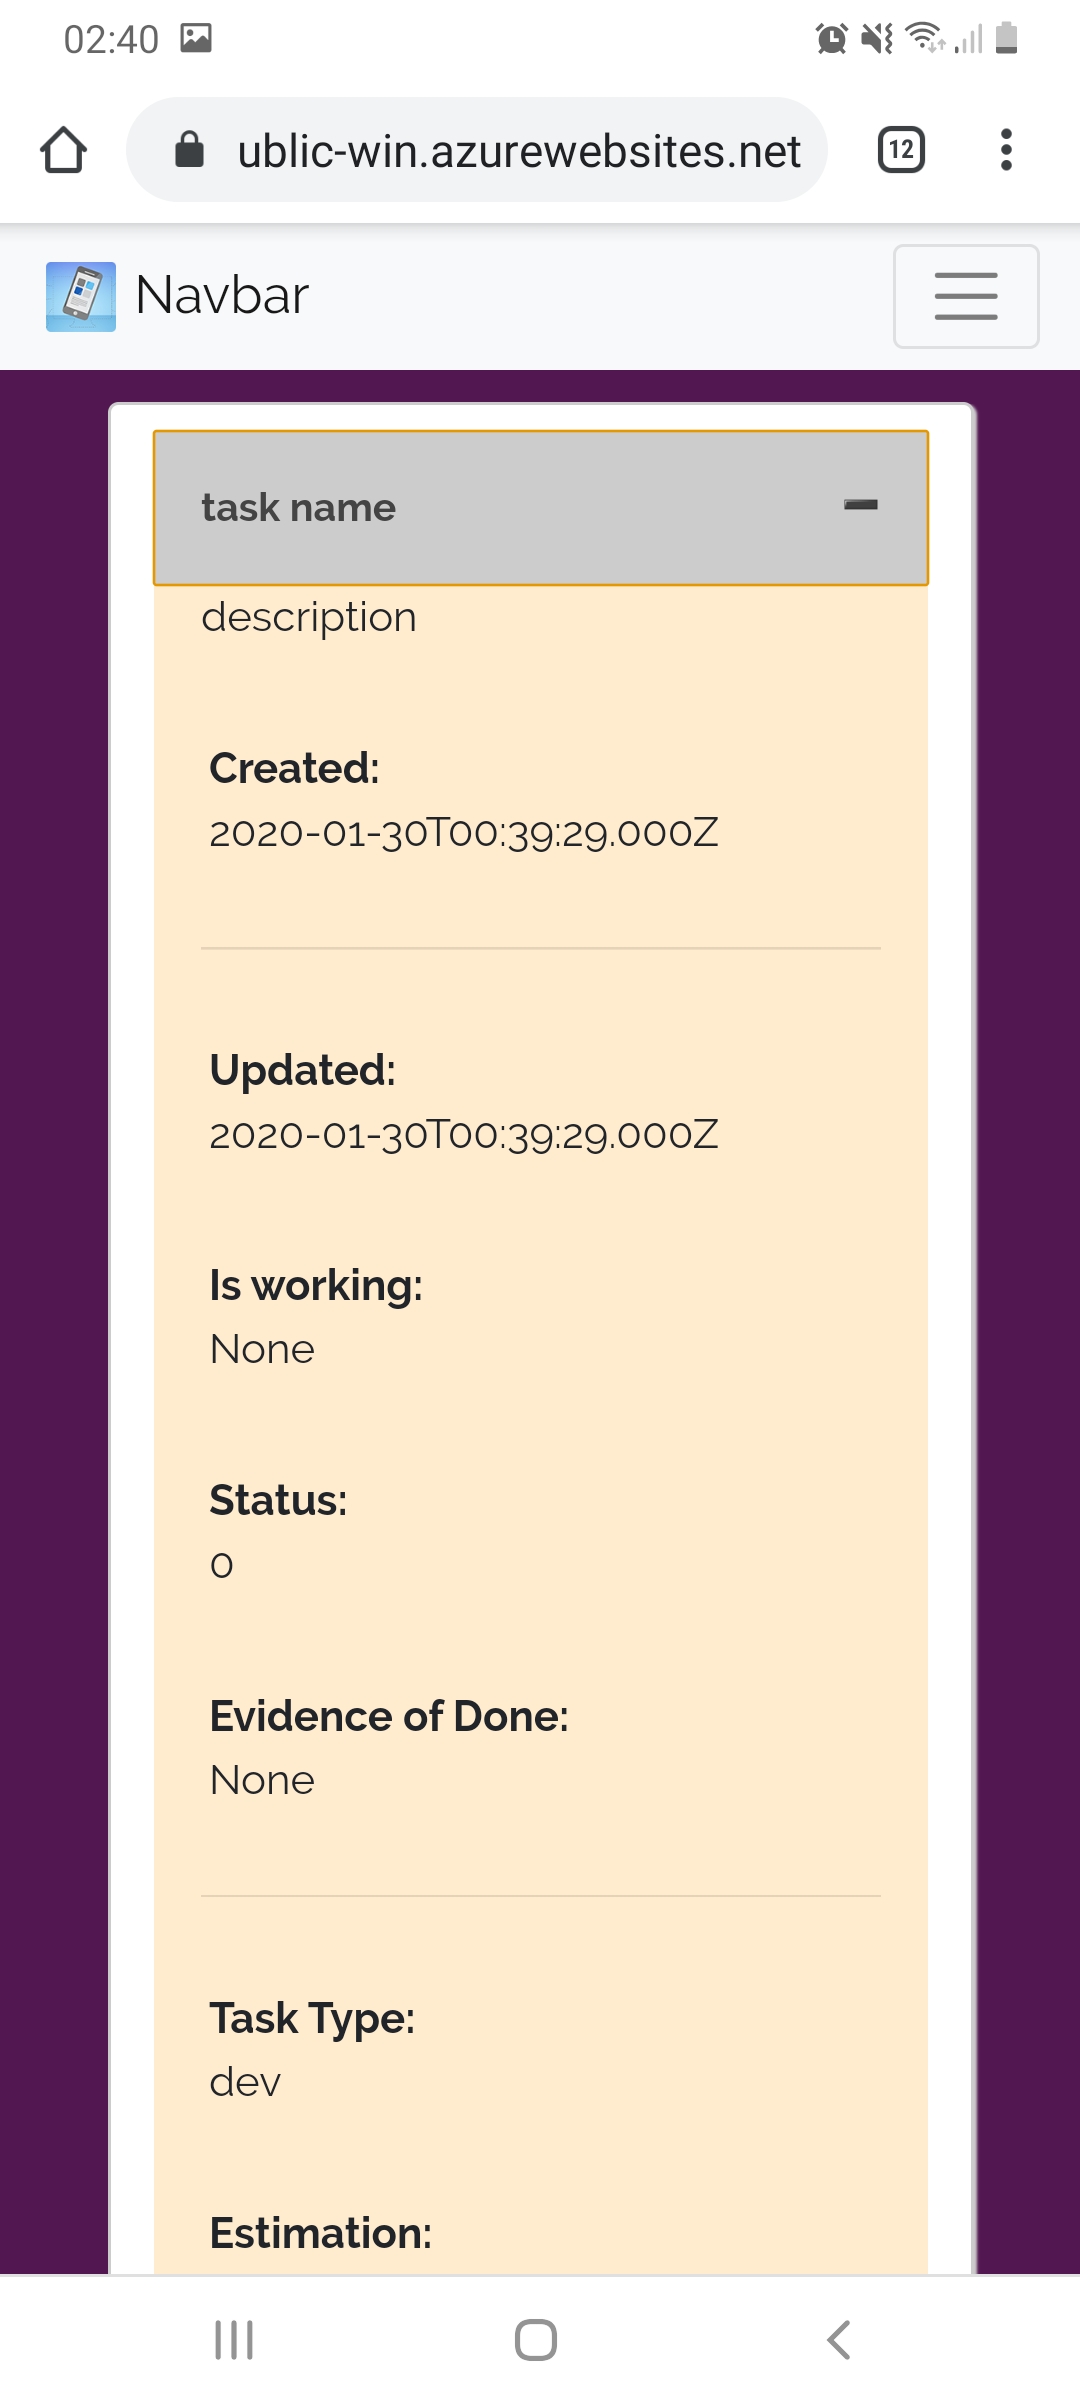 02:40
ublic-win.azurewebsites.net
12
Navbar
task name
description
Created:
2020-01-30T00:39:29.000Z
Updated:
2020-01-30T00:39:29.000Z
Is working:
None
Status:
0
Evidence of Done:
None
Task Type:
dev
Estimation: